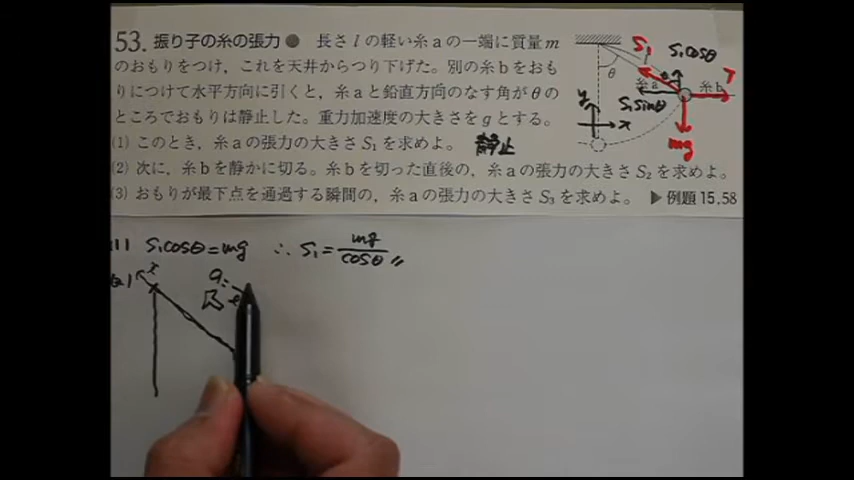 53. 振り子の糸の張力 ● 長さ l の軽い糸aの一端に質量 m
のおもりをつけ，これを天井からつり下げた。別の糸bをおも
りにつけて水平方向に引くと，糸aと鉛直方向のなす角が θ の
ところでおもりは静止した。重力加速度の大きさを g とする。
(1) このとき，糸aの張力の大きさ S₁ を求めよ。 静止
(2) 次に，糸bを静かに切る。糸bを切った直後の，糸aの張力の大きさ S₂ を求めよ。
(3) おもりが最下点を通過する瞬間の，糸aの張力の大きさ S₃ を求めよ。 ▶例題 15,58
S₁
S₁cosθ
θ
θ
糸a
糸b
T
S₁sinθ
y
x
mg
S₁cosθ = mg ∴ S₁ = mg/cosθ 〃
x
a =